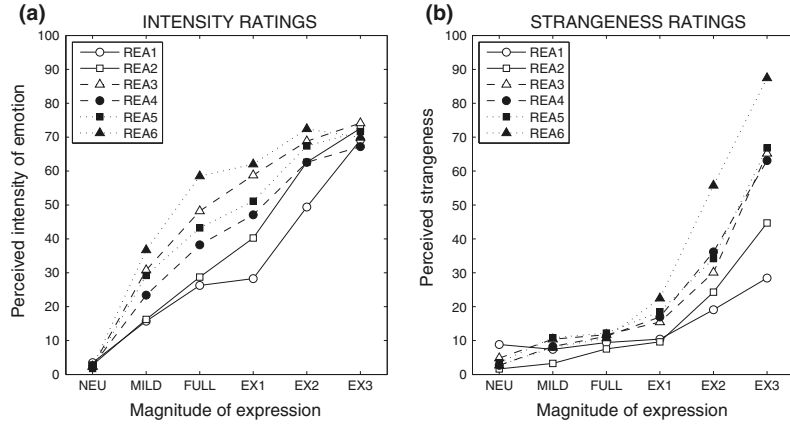 (a) INTENSITY RATINGS
100
90
80
70
60
50
40
30
20
10
0
Perceived intensity of emotion
REA1
REA2
REA3
REA4
REA5
REA6
NEU MILD FULL EX1 EX2 EX3
Magnitude of expression
(b) STRANGENESS RATINGS
100
90
80
70
60
50
40
30
20
10
0
Perceived strangeness
REA1
REA2
REA3
REA4
REA5
REA6
NEU MILD FULL EX1 EX2 EX3
Magnitude of expression